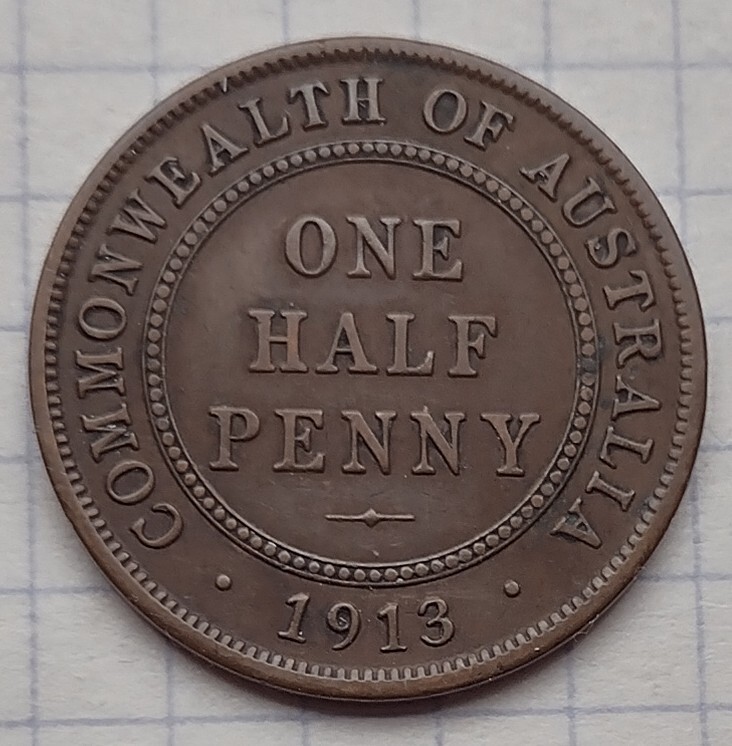 COMMONWEALTH OF AUSTRALIA
ONE
HALF
PENNY
1913